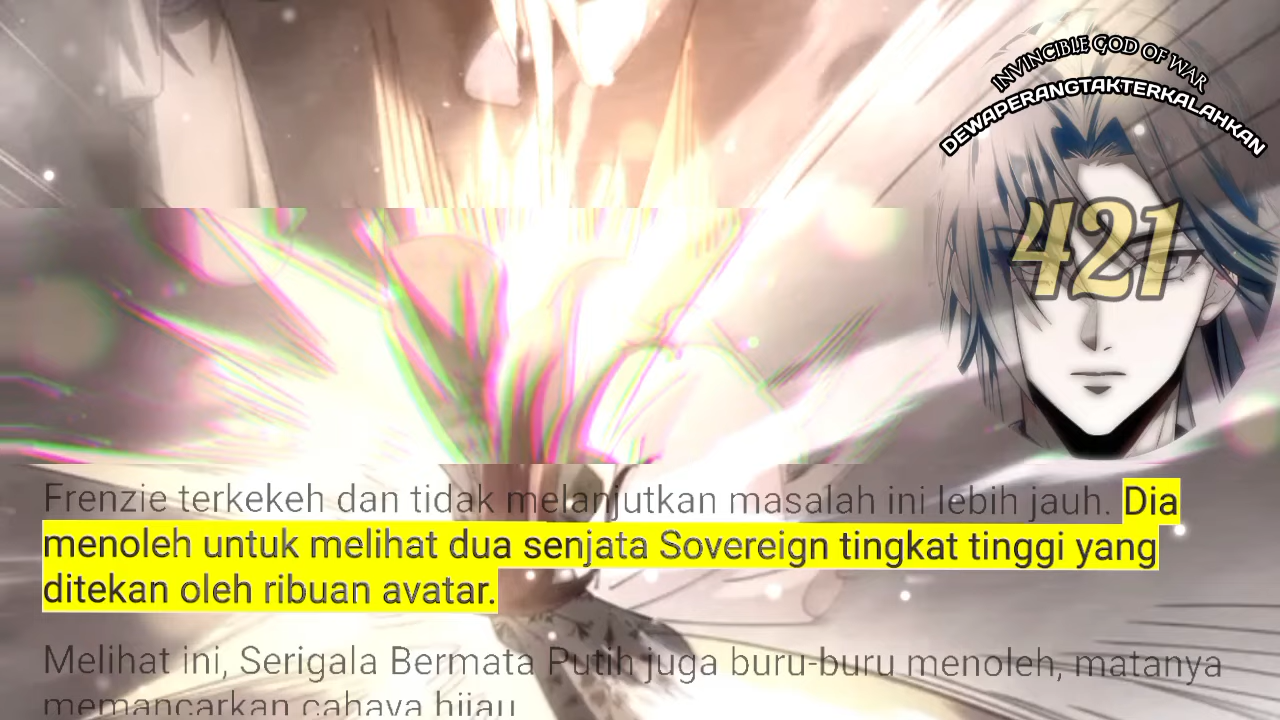 INVINCIBLE GOD OF WAR
DEWAPERANGTAKTERKALAHKAN
421
Frenzie terkekeh dan tidak melanjutkan masalah ini lebih jauh. Dia
menoleh untuk melihat dua senjata Sovereign tingkat tinggi yang
ditekan oleh ribuan avatar.
Melihat ini, Serigala Bermata Putih juga buru-buru menoleh, matanya
memancarkan cahaya hijau